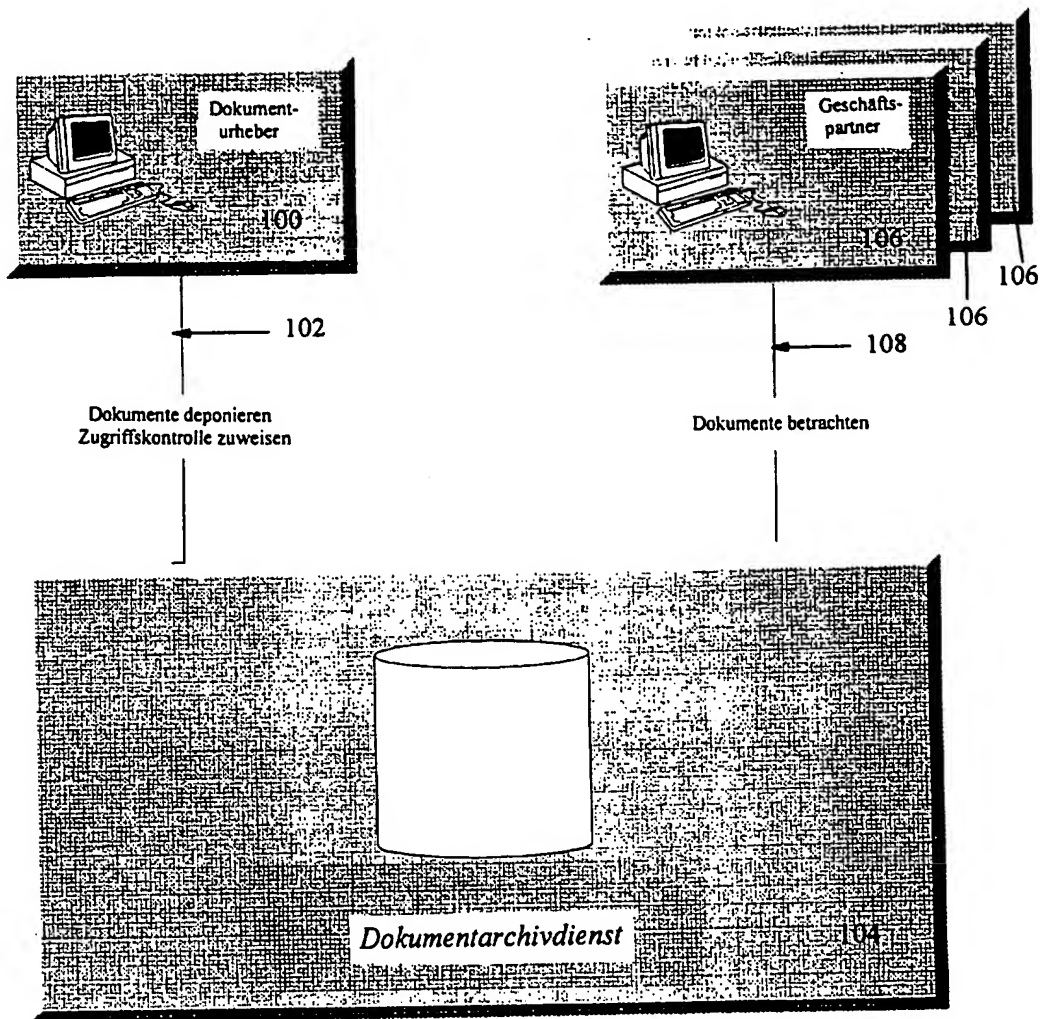 Dokument-
urheber
100
Geschäfts-
partner
106
106
106
102
108
Dokumente deponieren
Zugriffskontrolle zuweisen
Dokumente betrachten
Dokumentarchivdienst
104